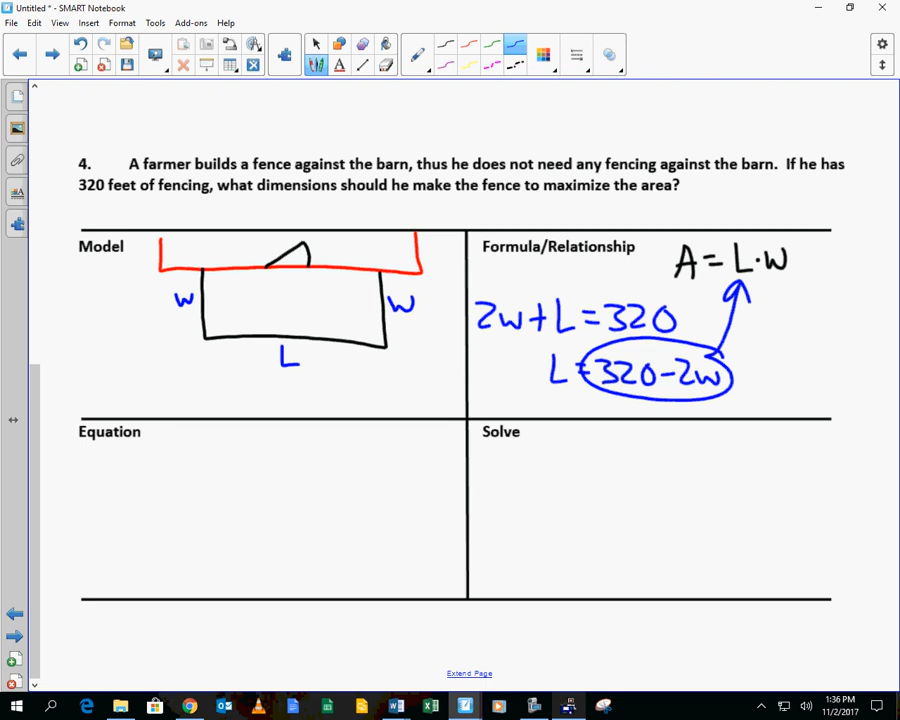 Untitled * - SMART Notebook
File Edit View Insert Format Tools Add-ons Help
4. A farmer builds a fence against the barn, thus he does not need any fencing against the barn. If he has
320 feet of fencing, what dimensions should he make the fence to maximize the area?
Model
Formula/Relationship
A = L·W
W
W
L
2w+L=320
L=320-2w
Equation
Solve
Extend Page
1:36 PM
11/2/2017